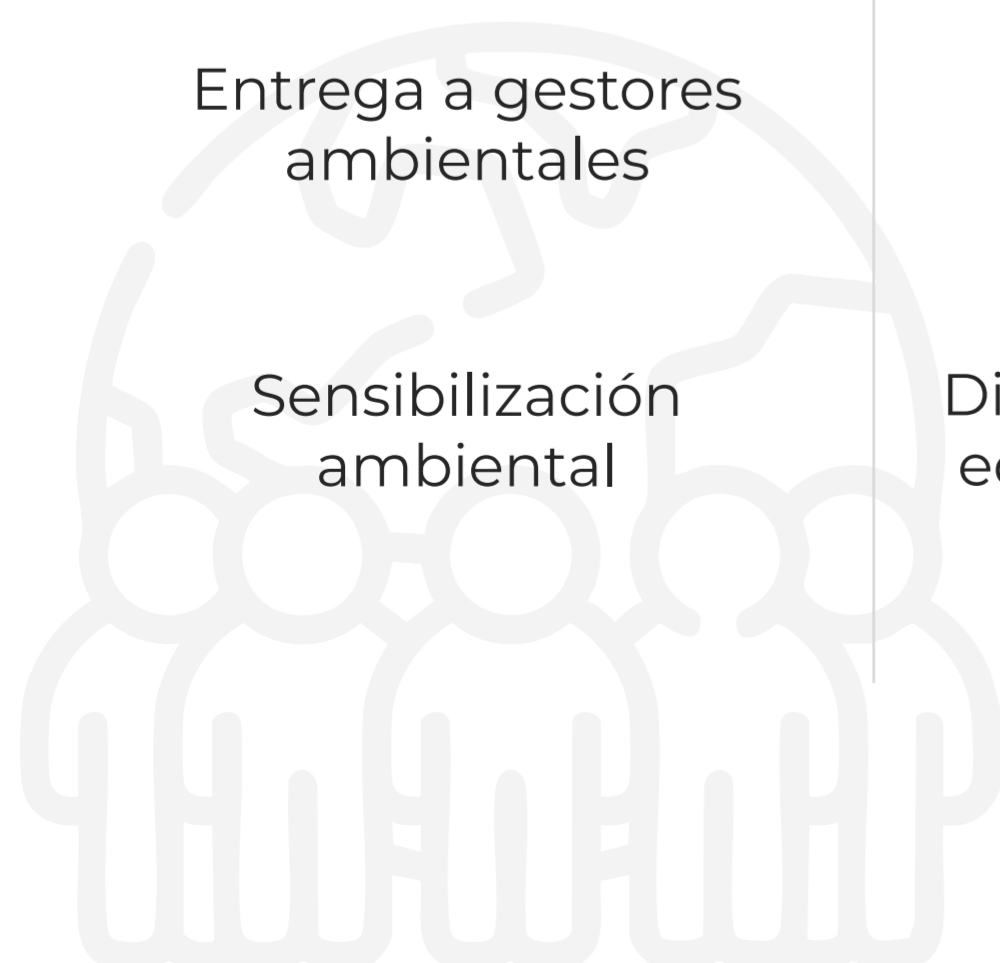 Entrega a gestores
ambientales
Sensibilización
ambiental